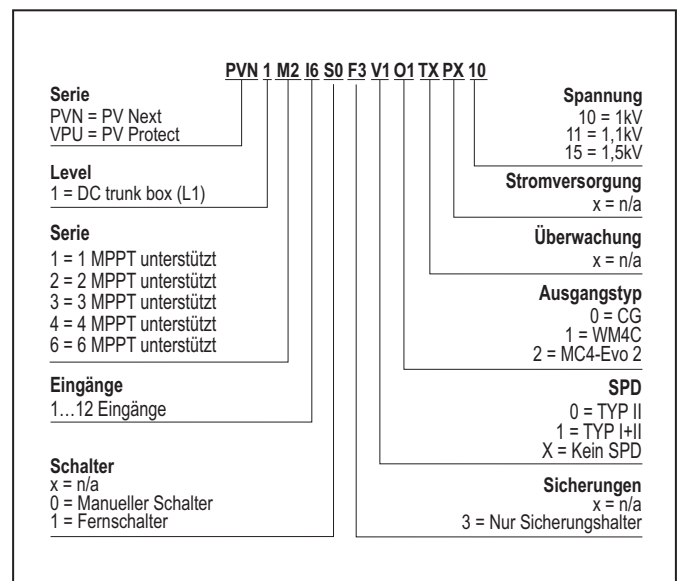 PVN 1 M2 I6 S0 F3 V1 O1 TX PX 10
Serie
PVN = PV Next
VPU = PV Protect
Level
1 = DC trunk box (L1)
Serie
1 = 1 MPPT unterstützt
2 = 2 MPPT unterstützt
3 = 3 MPPT unterstützt
4 = 4 MPPT unterstützt
6 = 6 MPPT unterstützt
Eingänge
1…12 Eingänge
Schalter
x = n/a
0 = Manueller Schalter
1 = Fernschalter
Spannung
10 = 1kV
11 = 1,1kV
15 = 1,5kV
Stromversorgung
x = n/a
Überwachung
x = n/a
Ausgangstyp
0 = CG
1 = WM4C
2 = MC4-Evo 2
SPD
0 = TYP II
1 = TYP I+II
X = Kein SPD
Sicherungen
x = n/a
3 = Nur Sicherungshalter